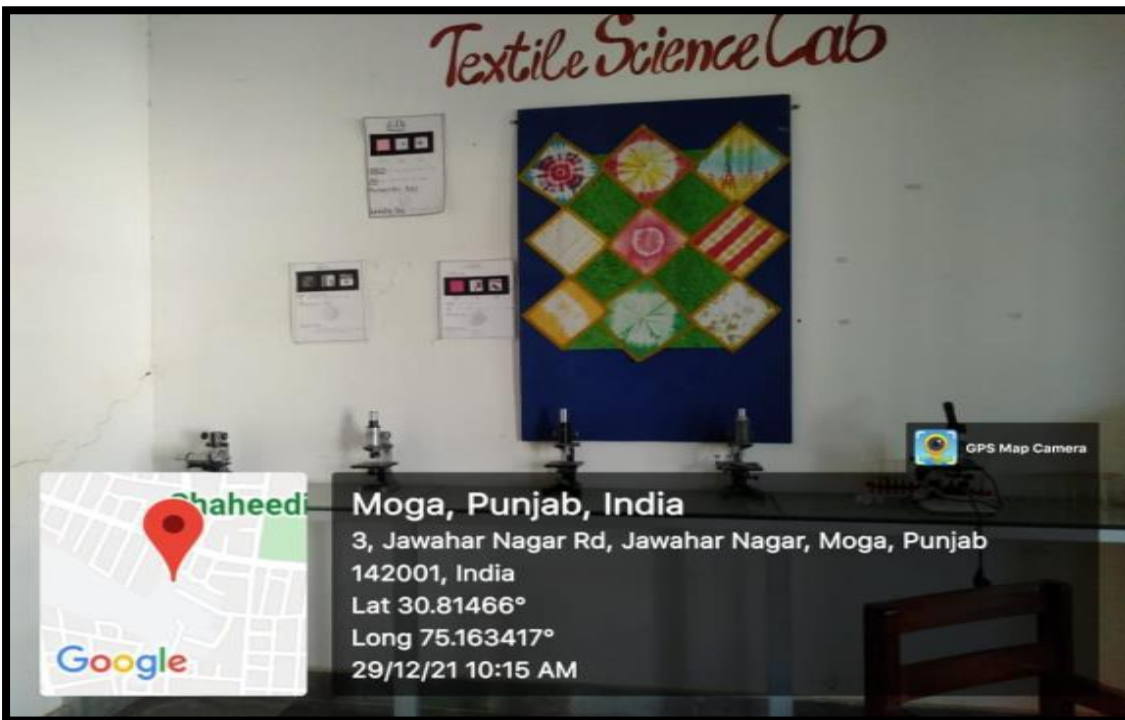 Textile Science Lab
GPS Map Camera
Shaheedi
Moga, Punjab, India
3, Jawahar Nagar Rd, Jawahar Nagar, Moga, Punjab
142001, India
Lat 30.81466°
Long 75.163417°
29/12/21 10:15 AM
Google